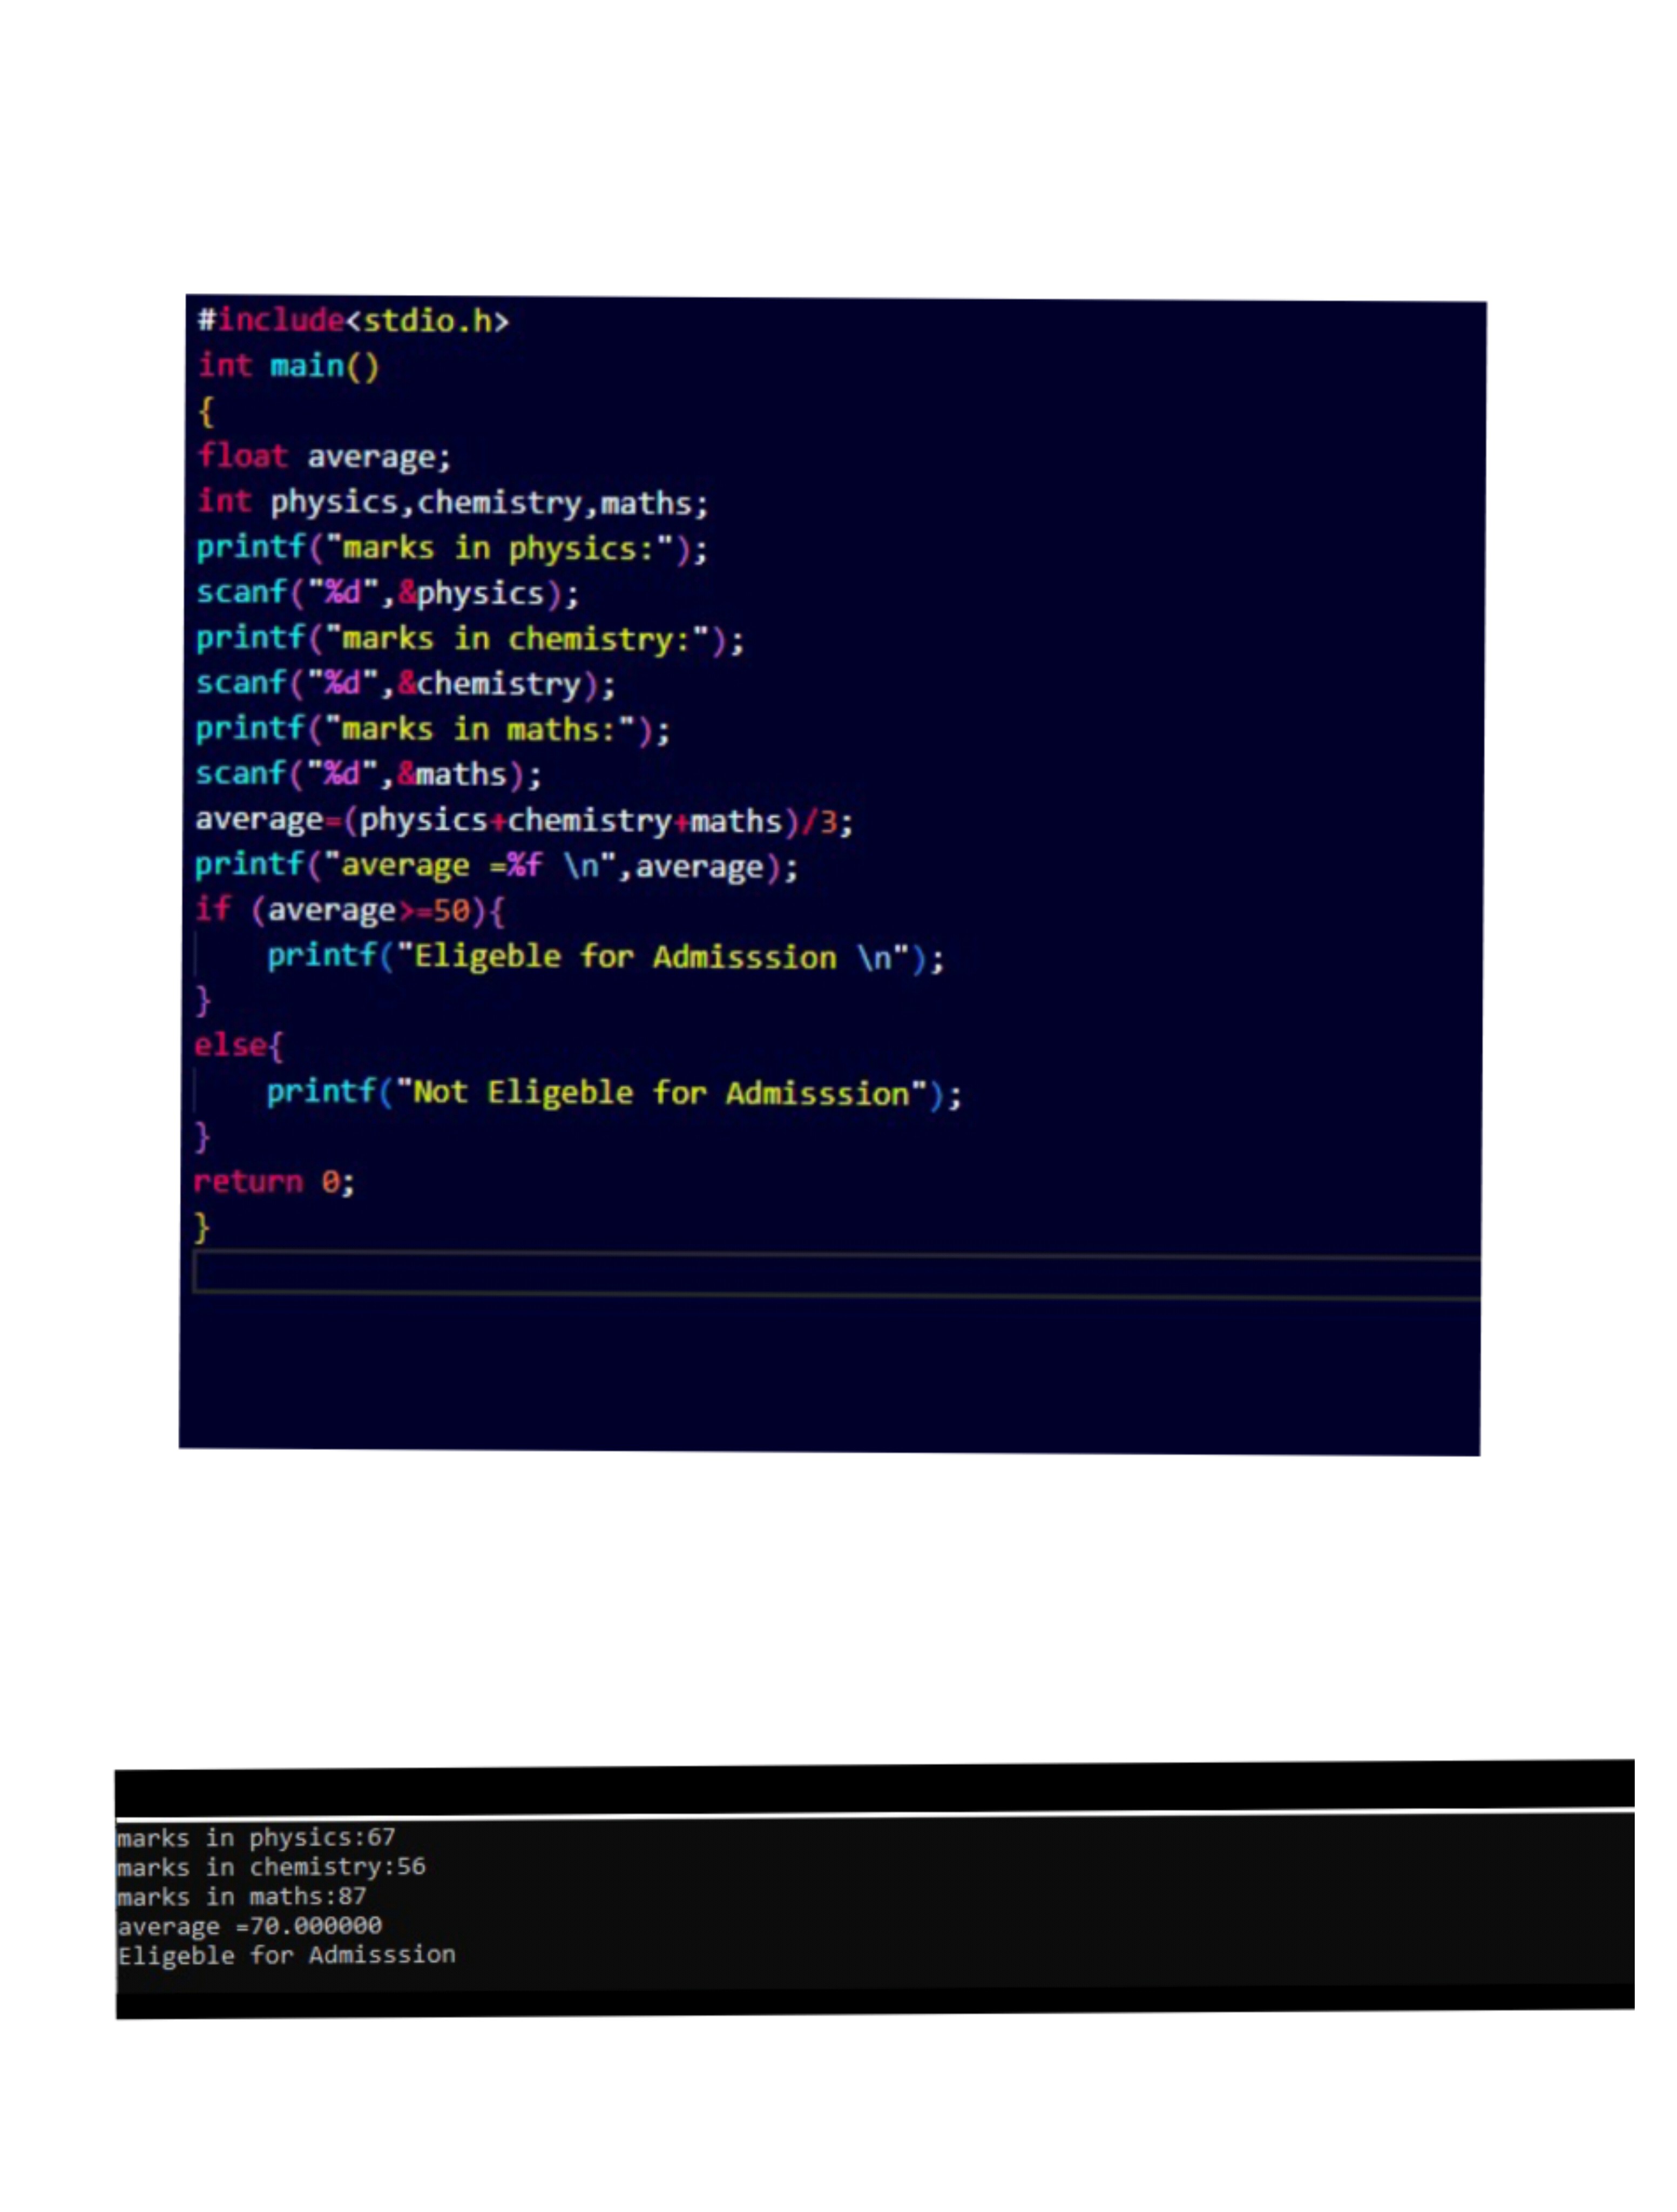 #include<stdio.h>
int main()
{
float average;
int physics,chemistry,maths;
printf("marks in physics:");
scanf("%d",&physics);
printf("marks in chemistry:");
scanf("%d",&chemistry);
printf("marks in maths:");
scanf("%d",&maths);
average=(physics+chemistry+maths)/3;
printf("average =%f \n",average);
if (average>=50){
    printf("Eligeble for Admisssion \n");
}
else{
    printf("Not Eligeble for Admisssion");
}
return 0;
}
marks in physics:67
marks in chemistry:56
marks in maths:87
average =70.000000
Eligeble for Admisssion